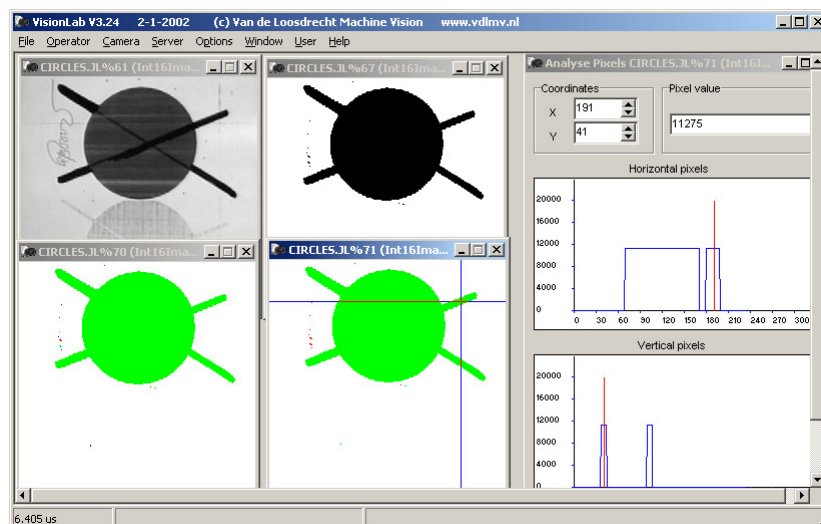 VisionLab V3.24 2-1-2002 (c) Van de Loosdrecht Machine Vision www.vdlmv.nl
File Operator Camera Server Options Window User Help
CIRCLES.JL%61 (Int16Ima...
CIRCLES.JL%67 (Int16Ima...
Analyse Pixels CIRCLES.JL%71 (Int16I...
Coordinates
X 191
Y 41
Pixel value
11275
Horizontal pixels
20000
16000
12000
8000
4000
0
0 30 60 90 120 150 180 210 240 270 300
CIRCLES.JL%70 (Int16Ima...
CIRCLES.JL%71 (Int16Ima...
Vertical pixels
20000
16000
12000
8000
4000
0
6.405 us